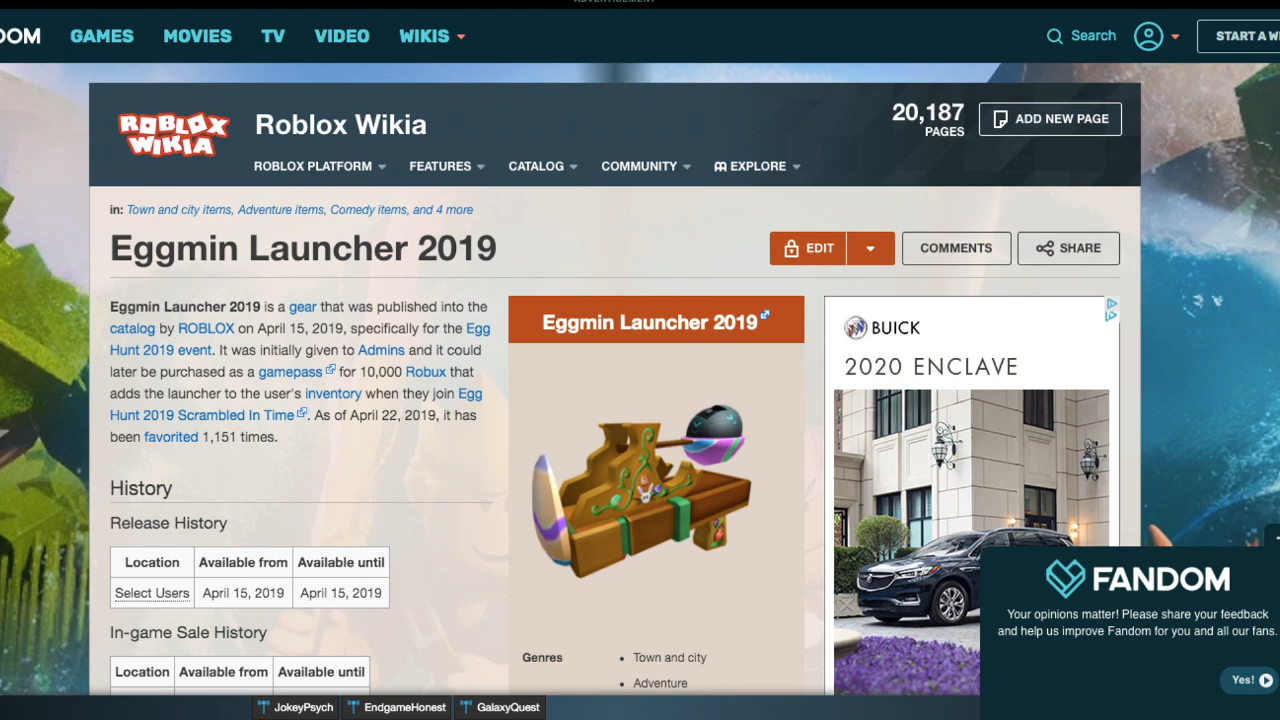 ADVERTISEMENT
OOM GAMES MOVIES TV VIDEO WIKIS Search START A W
ROBLOX WIKIA
Roblox Wikia
20,187 PAGES
ADD NEW PAGE
ROBLOX PLATFORM FEATURES CATALOG COMMUNITY EXPLORE
in: Town and city items, Adventure items, Comedy items, and 4 more
Eggmin Launcher 2019
EDIT COMMENTS SHARE
Eggmin Launcher 2019 is a gear that was published into the
catalog by ROBLOX on April 15, 2019, specifically for the Egg
Hunt 2019 event. It was initially given to Admins and it could
later be purchased as a gamepass for 10,000 Robux that
adds the launcher to the user's inventory when they join Egg
Hunt 2019 Scrambled In Time. As of April 22, 2019, it has
been favorited 1,151 times.
History
Release History
Location Available from Available until
Select Users April 15, 2019 April 15, 2019
In-game Sale History
Location Available from Available until
Eggmin Launcher 2019
Genres
• Town and city
• Adventure
BUICK
2020 ENCLAVE
FANDOM
Your opinions matter! Please share your feedback
and help us improve Fandom for you and all our fans.
Yes!
JokeyPsych EndgameHonest GalaxyQuest